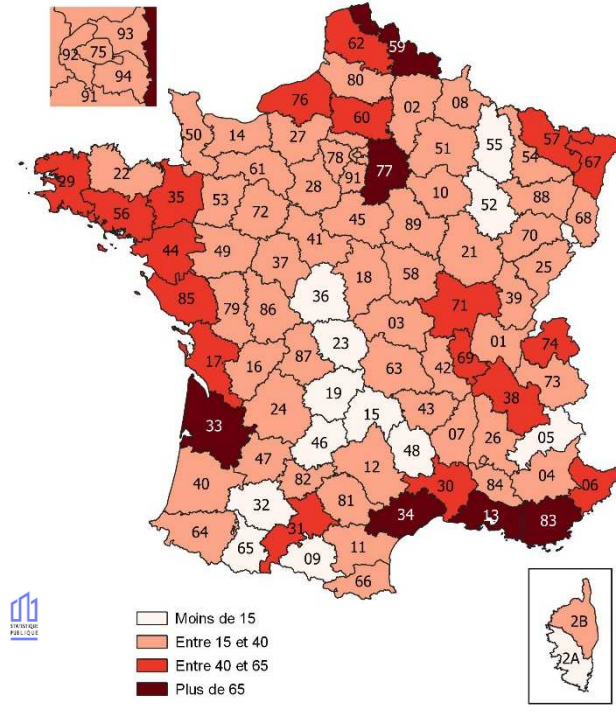 93
92 75
94
91
62 59
80
76 02 08
60
50 14 27 55 57
78 51 54 67
61 91 77
29 22 35 28 10 52 88
53 68
56 72 45 89 70
41
44 49 37 21 25
18 58
85 79 86 36 71 39
03
23 01 74
17 87 69
16 63 42 73
19 38
24 15 43
33 05
46 48 07 26
47 12 04
40 82 30 84 06
32 81
31 34 13 83
64 65 09 11
66
2B
2A
STATISTIQUE
PUBLIQUE
Moins de 15
Entre 15 et 40
Entre 40 et 65
Plus de 65